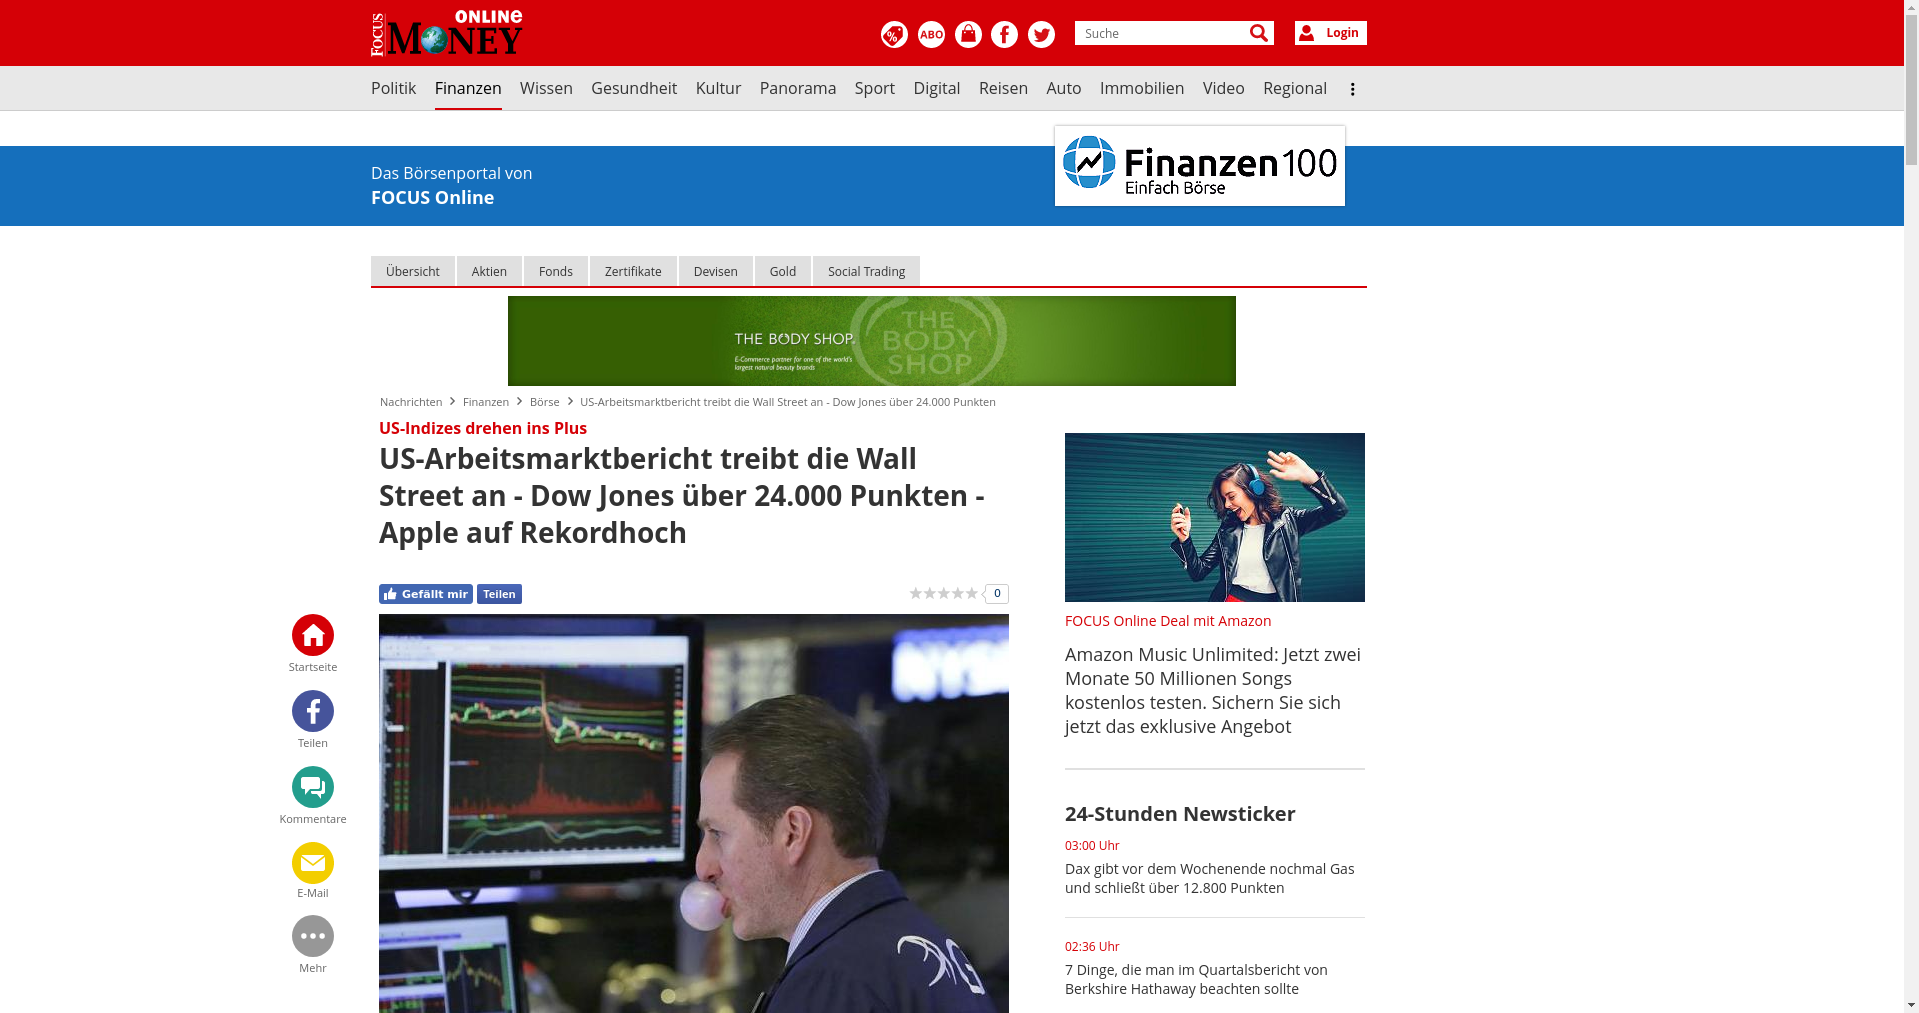 FOCUS
ONLINE
MONEY
%
ABO
Suche
Login
Politik
Finanzen
Wissen
Gesundheit
Kultur
Panorama
Sport
Digital
Reisen
Auto
Immobilien
Video
Regional
Das Börsenportal von
FOCUS Online
Finanzen100
Einfach Börse
Übersicht
Aktien
Fonds
Zertifikate
Devisen
Gold
Social Trading
THE BODY SHOP.
E-Commerce partner for one of the world's
largest natural beauty brands
THE
BODY
SHOP
Nachrichten > Finanzen > Börse > US-Arbeitsmarktbericht treibt die Wall Street an - Dow Jones über 24.000 Punkten
US-Indizes drehen ins Plus
US-Arbeitsmarktbericht treibt die Wall
Street an - Dow Jones über 24.000 Punkten -
Apple auf Rekordhoch
Gefällt mir
Teilen
0
Startseite
Teilen
Kommentare
E-Mail
Mehr
FOCUS Online Deal mit Amazon
Amazon Music Unlimited: Jetzt zwei
Monate 50 Millionen Songs
kostenlos testen. Sichern Sie sich
jetzt das exklusive Angebot
24-Stunden Newsticker
03:00 Uhr
Dax gibt vor dem Wochenende nochmal Gas
und schließt über 12.800 Punkten
02:36 Uhr
7 Dinge, die man im Quartalsbericht von
Berkshire Hathaway beachten sollte